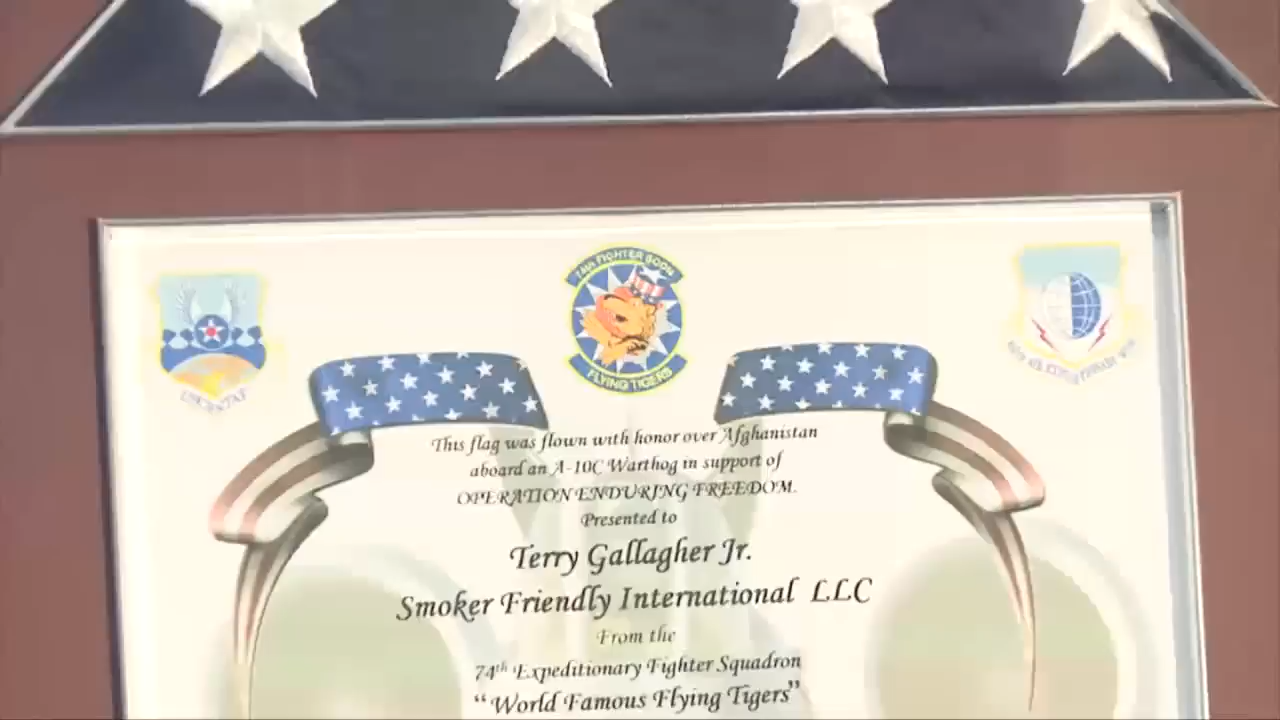 74th FIGHTER SQDN
FLYING TIGERS
This flag was flown with honor over Afghanistan
aboard an A-10C Warthog in support of
OPERATION ENDURING FREEDOM.
Presented to
Terry Gallagher Jr.
Smoker Friendly International LLC
From the
74th Expeditionary Fighter Squadron
“World Famous Flying Tigers”